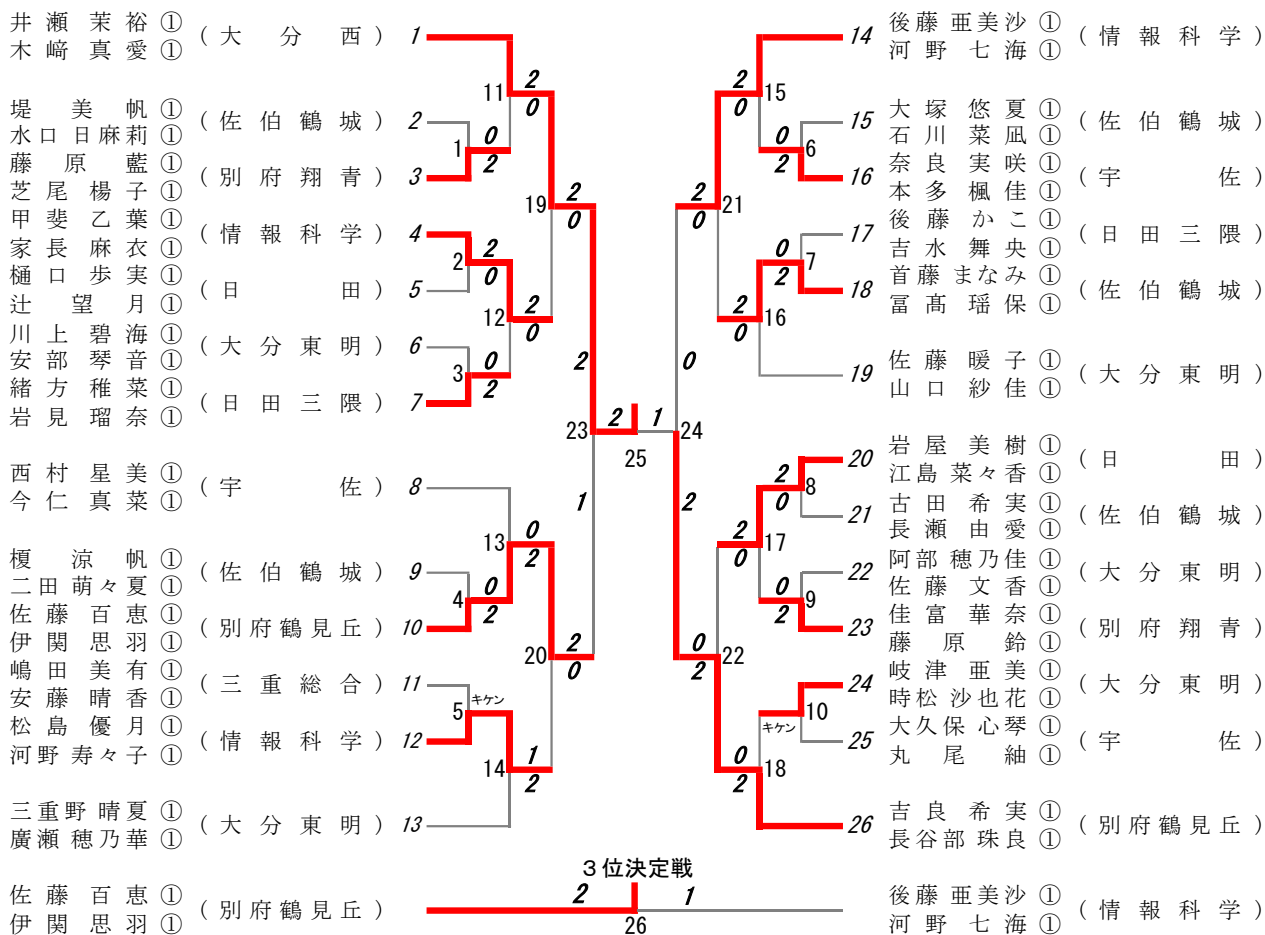 井瀬茉裕① (大分西) 1
木﨑真愛①
堤美帆① (佐伯鶴城) 2
水口日麻莉①
藤原藍① (別府翔青) 3
芝尾楊子①
甲斐乙葉① (情報科学) 4
家長麻衣①
樋口歩実① (日田) 5
辻望月①
川上碧海① (大分東明) 6
安部琴音①
緒方稚菜① (日田三隈) 7
岩見瑠奈①
西村星美① (宇佐) 8
今仁真菜①
榎涼帆① (佐伯鶴城) 9
二田萌々夏①
佐藤百恵① (別府鶴見丘) 10
伊関思羽①
嶋田美有① (三重総合) 11
安藤晴香①
松島優月① (情報科学) 12
河野寿々子①
三重野晴夏① (大分東明) 13
廣瀬穂乃華①
11 2 0
1 0 2
19 2 0
2 2 0
12 2 0
3 0 2
2
23 2 1 24
25
1
13 0 2
4 0 2
20 2 0
5 キケン
14 1 2
2 0 15
0 2 6
2 0 21
0 2 7
2 0 16
0
2
2 0 8
2 0 17
0 2 9
0 2 22
キケン 10
0 2 18
14 後藤亜美沙① (情報科学)
河野七海①
15 大塚悠夏① (佐伯鶴城)
石川菜凪①
16 奈良実咲① (宇佐)
本多楓佳①
17 後藤かこ① (日田三隈)
吉水舞央①
18 首藤まなみ① (佐伯鶴城)
冨髙瑶保①
19 佐藤暖子① (大分東明)
山口紗佳①
20 岩屋美樹① (日田)
江島菜々香①
21 古田希実① (佐伯鶴城)
長瀬由愛①
22 阿部穂乃佳① (大分東明)
佐藤文香①
23 佳富華奈① (別府翔青)
藤原鈴①
24 岐津亜美① (大分東明)
時松沙也花①
25 大久保心琴① (宇佐)
丸尾紬①
26 吉良希実① (別府鶴見丘)
長谷部珠良①
3位決定戦
佐藤百恵① (別府鶴見丘) 2 1 後藤亜美沙① (情報科学)
伊関思羽① 26 河野七海①